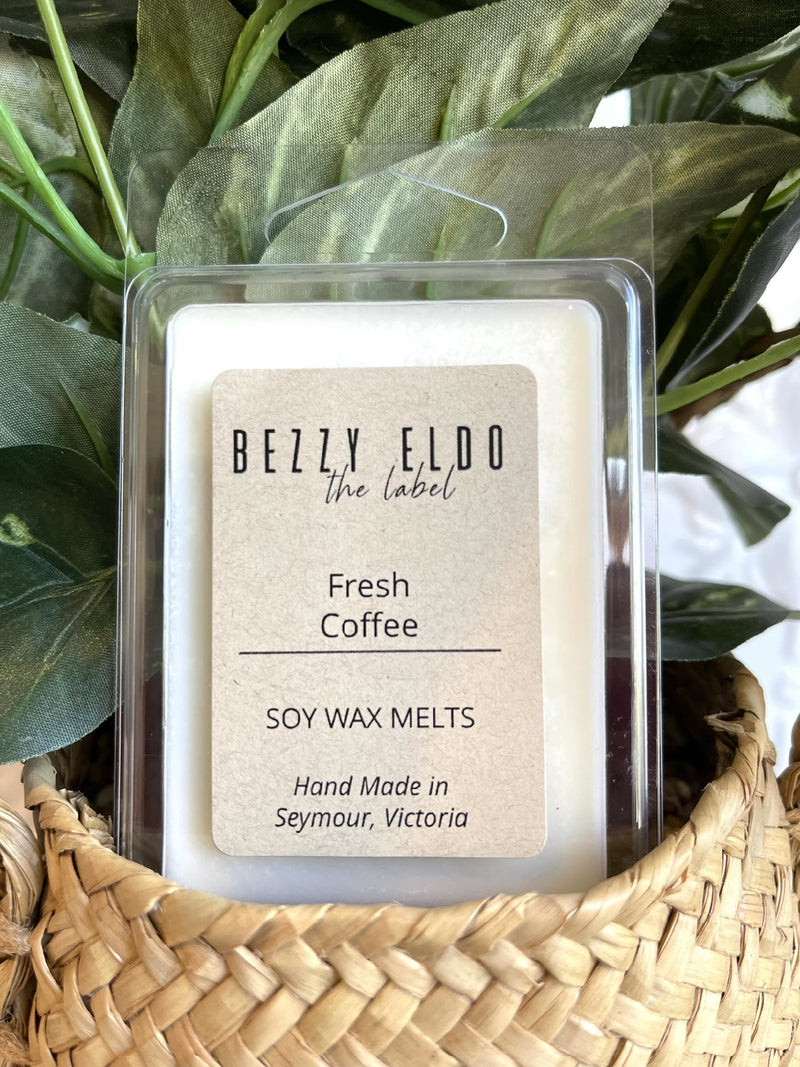 BEZZY ELDO
the label
Fresh
Coffee
SOY WAX MELTS
Hand Made in
Seymour, Victoria